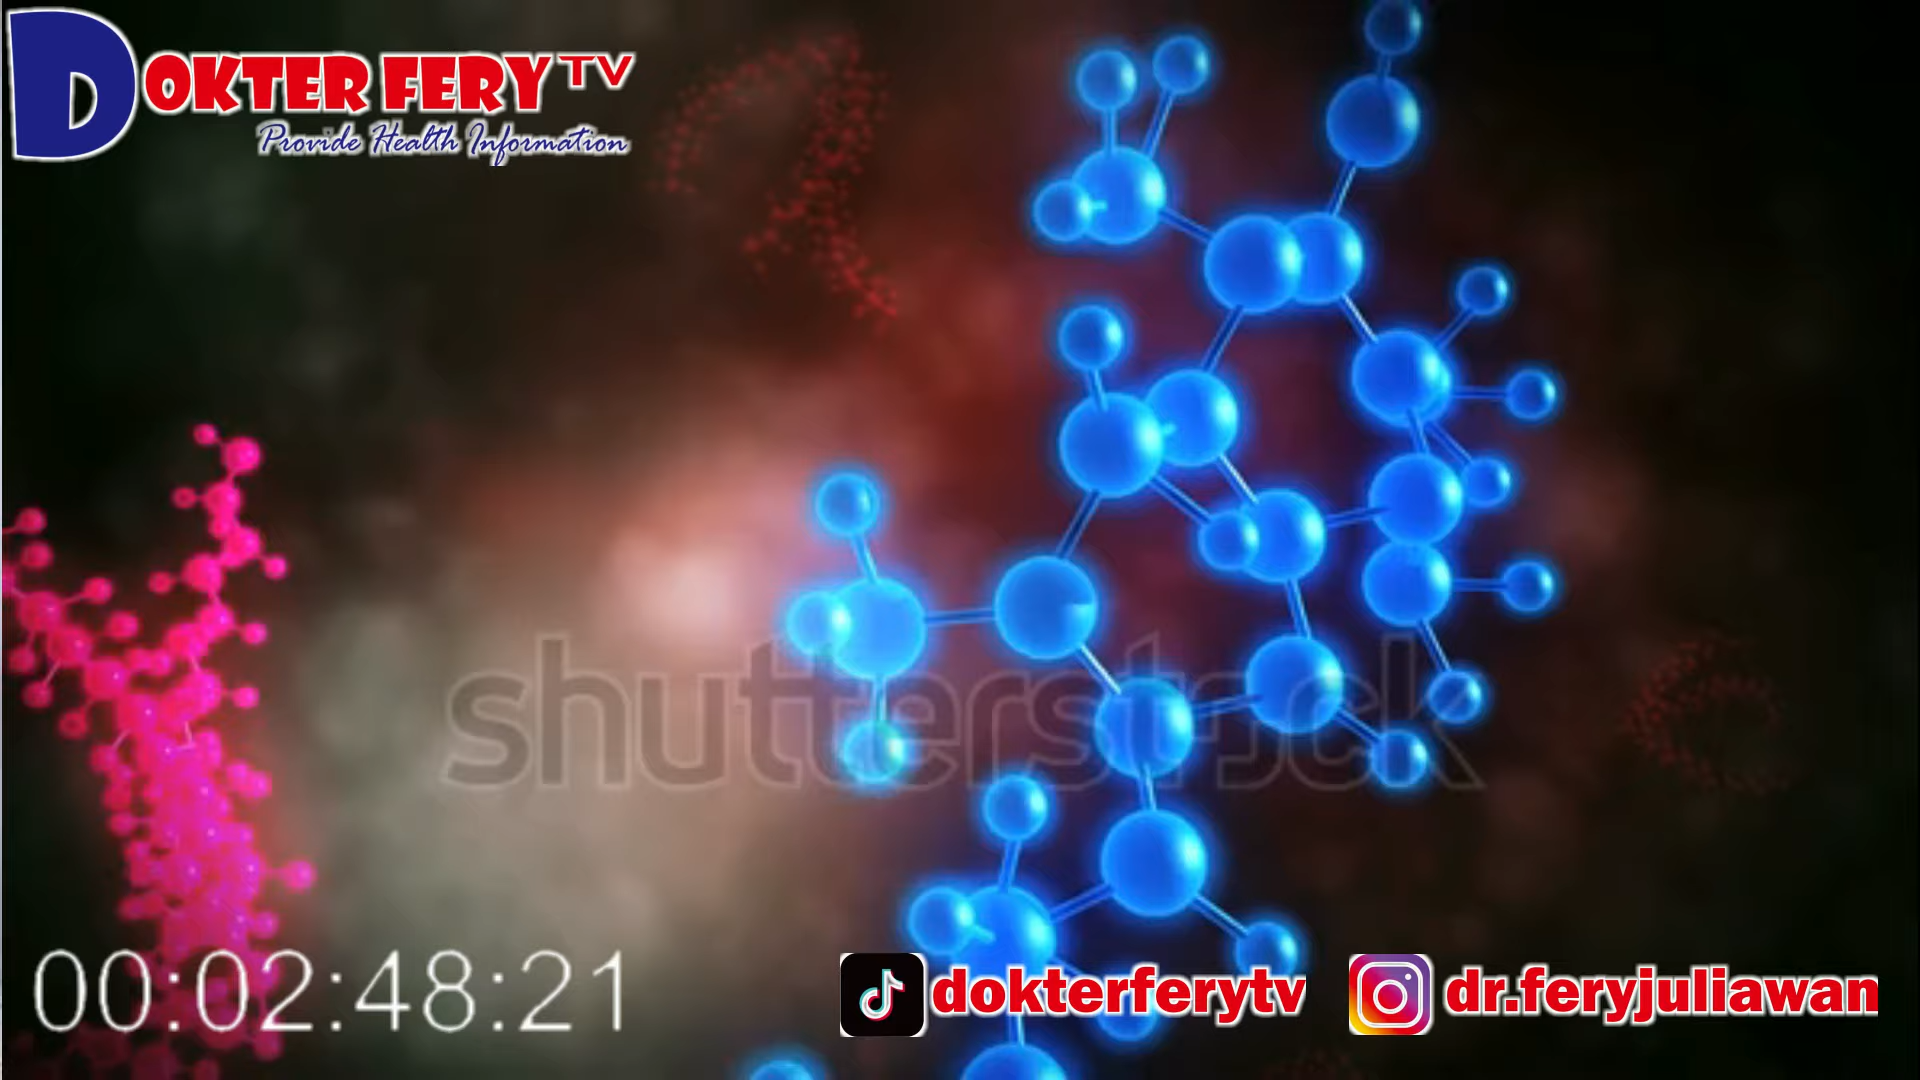 DOKTER FERY TV
Provide Health Information
shutterstock
00:02:48:21
dokterferytv
dr.feryjuliawan